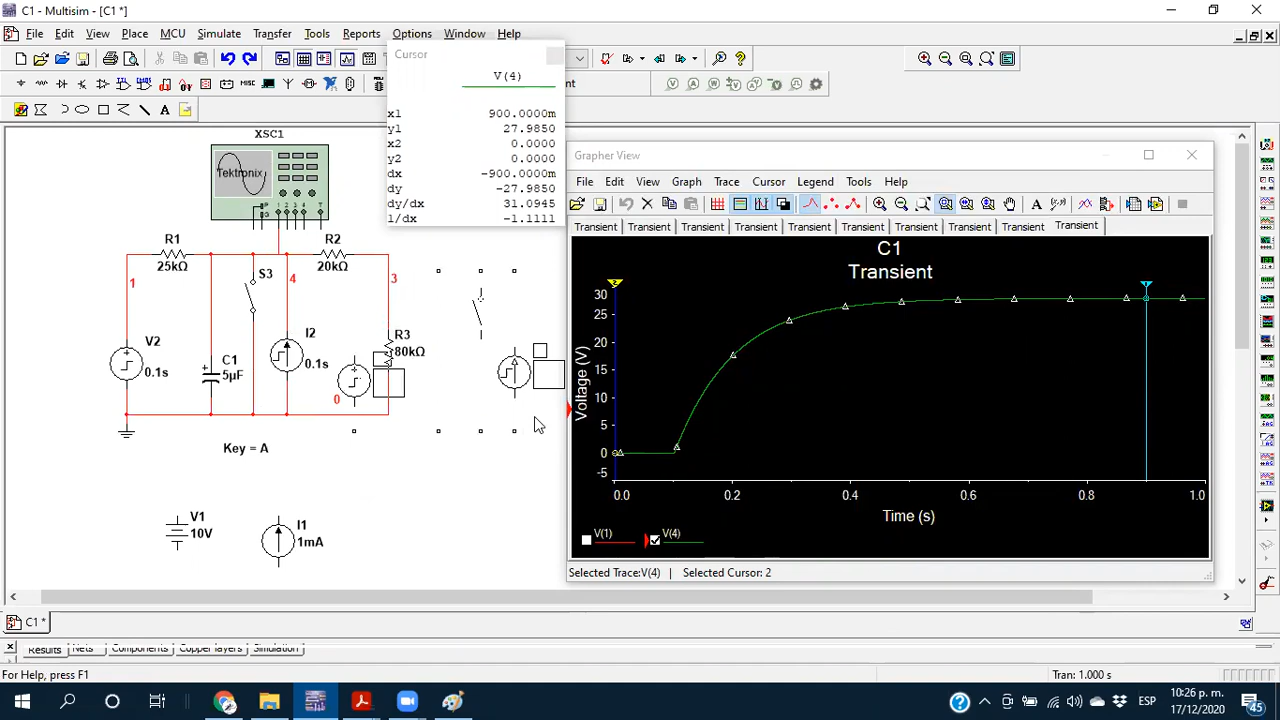 C1 - Multisim - [C1 *]
File Edit View Place MCU Simulate Transfer Tools Reports Options Window Help
Cursor
V(4)
x1 900.0000m
y1 27.9850
x2 0.0000
y2 0.0000
dx -900.0000m
dy -27.9850
dy/dx 31.0945
1/dx -1.1111
XSC1
Tektronix
P
G
1 2 3 4
T
R1
25kΩ
R2
20kΩ
S3
1
4
3
I2
0.1s
R3
80kΩ
V2
0.1s
C1
5µF
0
Key = A
V1
10V
I1
1mA
Grapher View
File Edit View Graph Trace Cursor Legend Tools Help
Transient Transient Transient Transient Transient Transient Transient Transient Transient Transient
C1
Transient
Voltage (V)
30
25
20
15
10
5
0
-5
0.0 0.2 0.4 0.6 0.8 1.0
Time (s)
V(1) V(4)
Selected Trace:V(4) | Selected Cursor: 2
C1 *
Results Nets Components Copper layers Simulation
For Help, press F1
Tran: 1.000 s
ESP
10:26 p. m.
17/12/2020
45